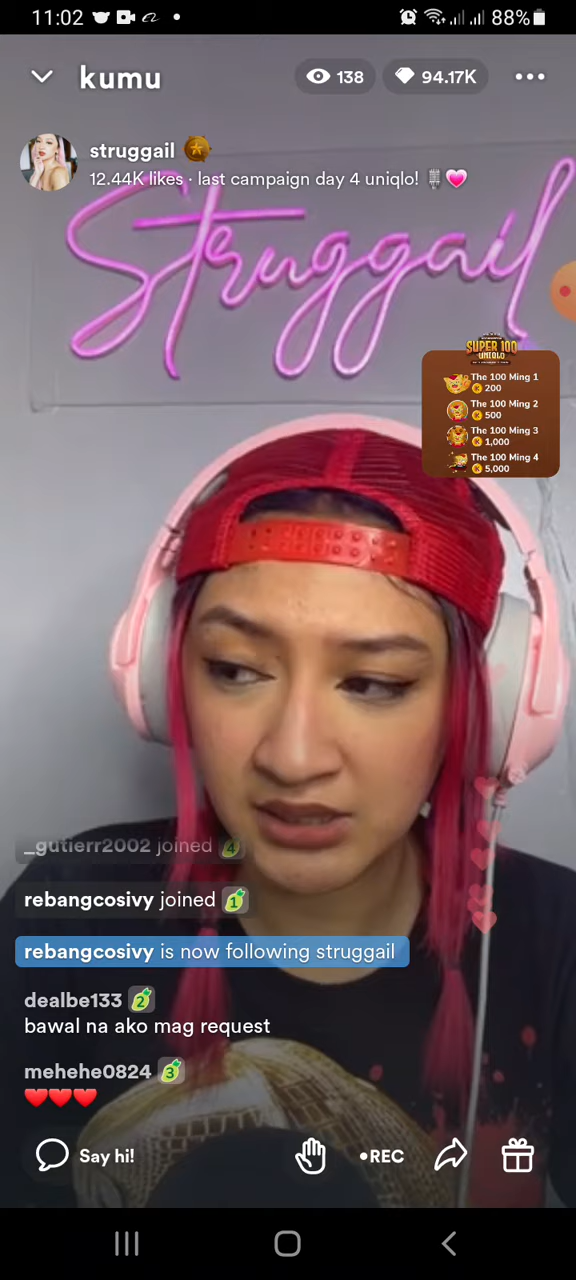 11:02
88%
kumu
138
94.17K
struggail
12.44K likes · last campaign day 4 uniqlo!
Struggail
SUPER 100
UNIQLO
The 100 Ming 1
200
The 100 Ming 2
500
The 100 Ming 3
1,000
The 100 Ming 4
5,000
_gutierr2002 joined 4
rebangcosivy joined 1
rebangcosivy is now following struggail
dealbe133 2
bawal na ako mag request
mehehe0824 3
Say hi!
•REC